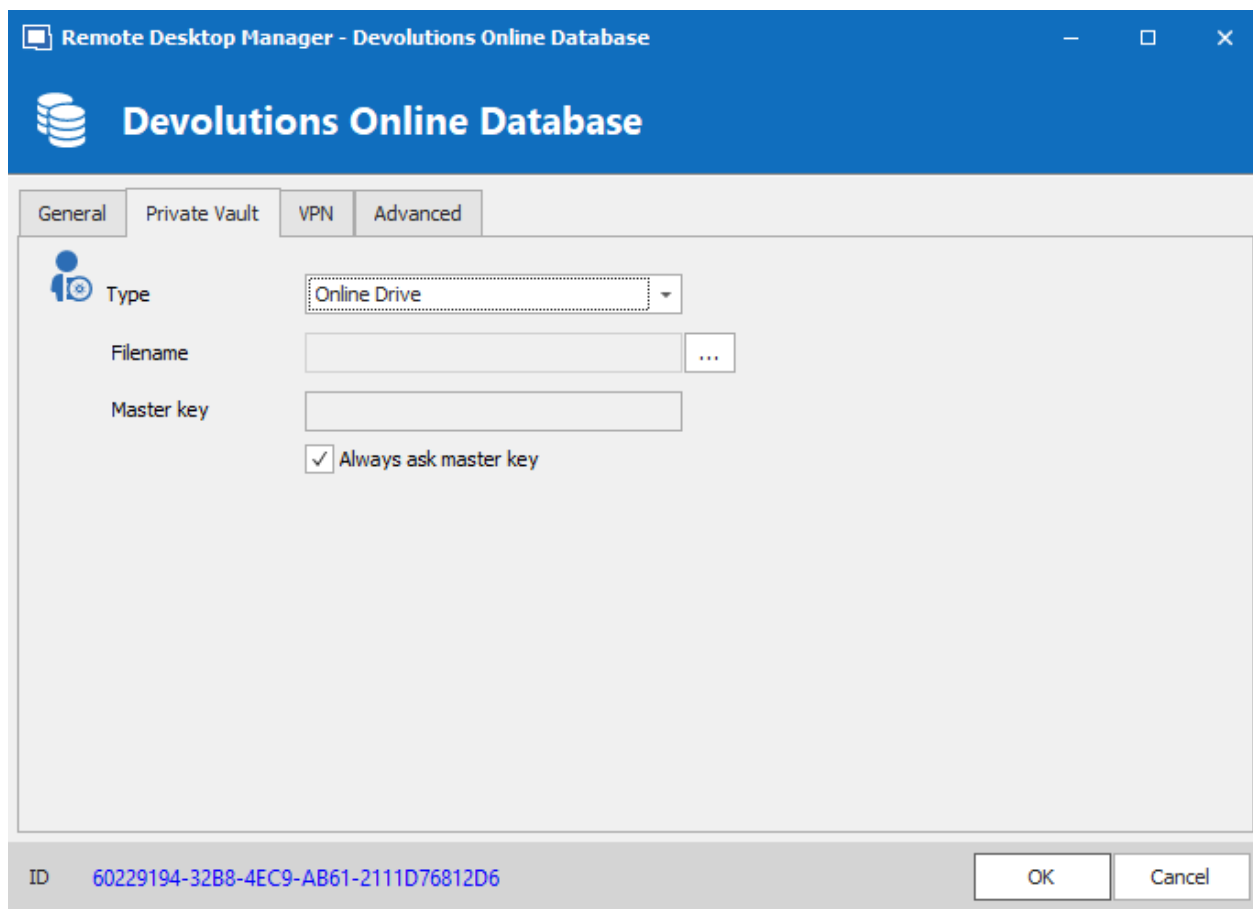 Remote Desktop Manager - Devolutions Online Database
Devolutions Online Database
General Private Vault VPN Advanced
Type Online Drive
Filename ...
Master key
Always ask master key
ID 60229194-32B8-4EC9-AB61-2111D76812D6 OK Cancel